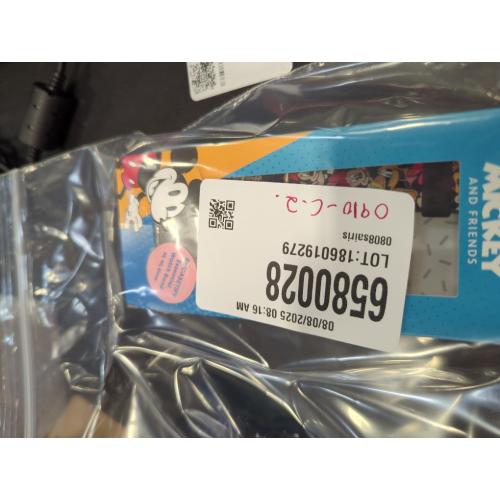 MICKEY
AND FRIENDS
0910-C.2.
0808sairis
LOT:186019279
6580028
08/08/2025 08:16 AM